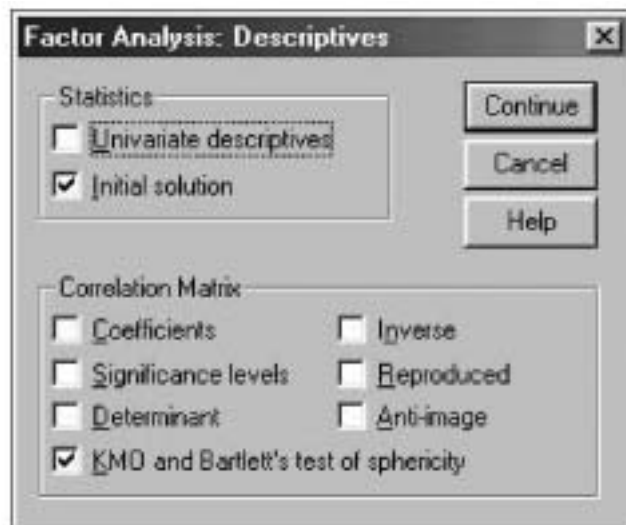 Factor Analysis: Descriptives
Statistics
Univariate descriptives
Initial solution
Continue
Cancel
Help
Correlation Matrix
Coefficients
Inverse
Significance levels
Reproduced
Determinant
Anti-image
KMO and Bartlett's test of sphericity